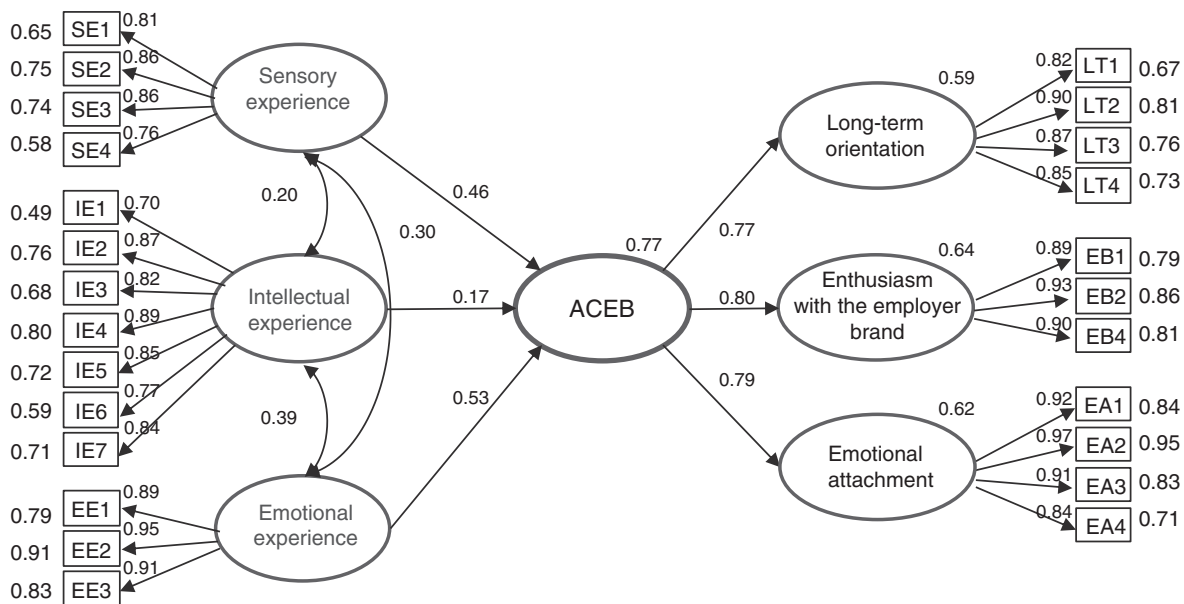 0.65 SE1 0.81
0.75 SE2 0.86
0.74 SE3 0.86
0.58 SE4 0.76
Sensory
experience
0.49 IE1 0.70
0.76 IE2 0.87
0.68 IE3 0.82
0.80 IE4 0.89
0.72 IE5 0.85
0.59 IE6 0.77
0.71 IE7 0.84
Intellectual
experience
0.79 EE1 0.89
0.91 EE2 0.95
0.83 EE3 0.91
Emotional
experience
0.20
0.30
0.39
0.46
0.17
0.53
0.77
ACEB
0.77
0.80
0.79
0.59
Long-term
orientation
0.82 LT1 0.67
0.90 LT2 0.81
0.87 LT3 0.76
0.85 LT4 0.73
0.64
Enthusiasm
with the employer
brand
0.89 EB1 0.79
0.93 EB2 0.86
0.90 EB4 0.81
0.62
Emotional
attachment
0.92 EA1 0.84
0.97 EA2 0.95
0.91 EA3 0.83
0.84 EA4 0.71